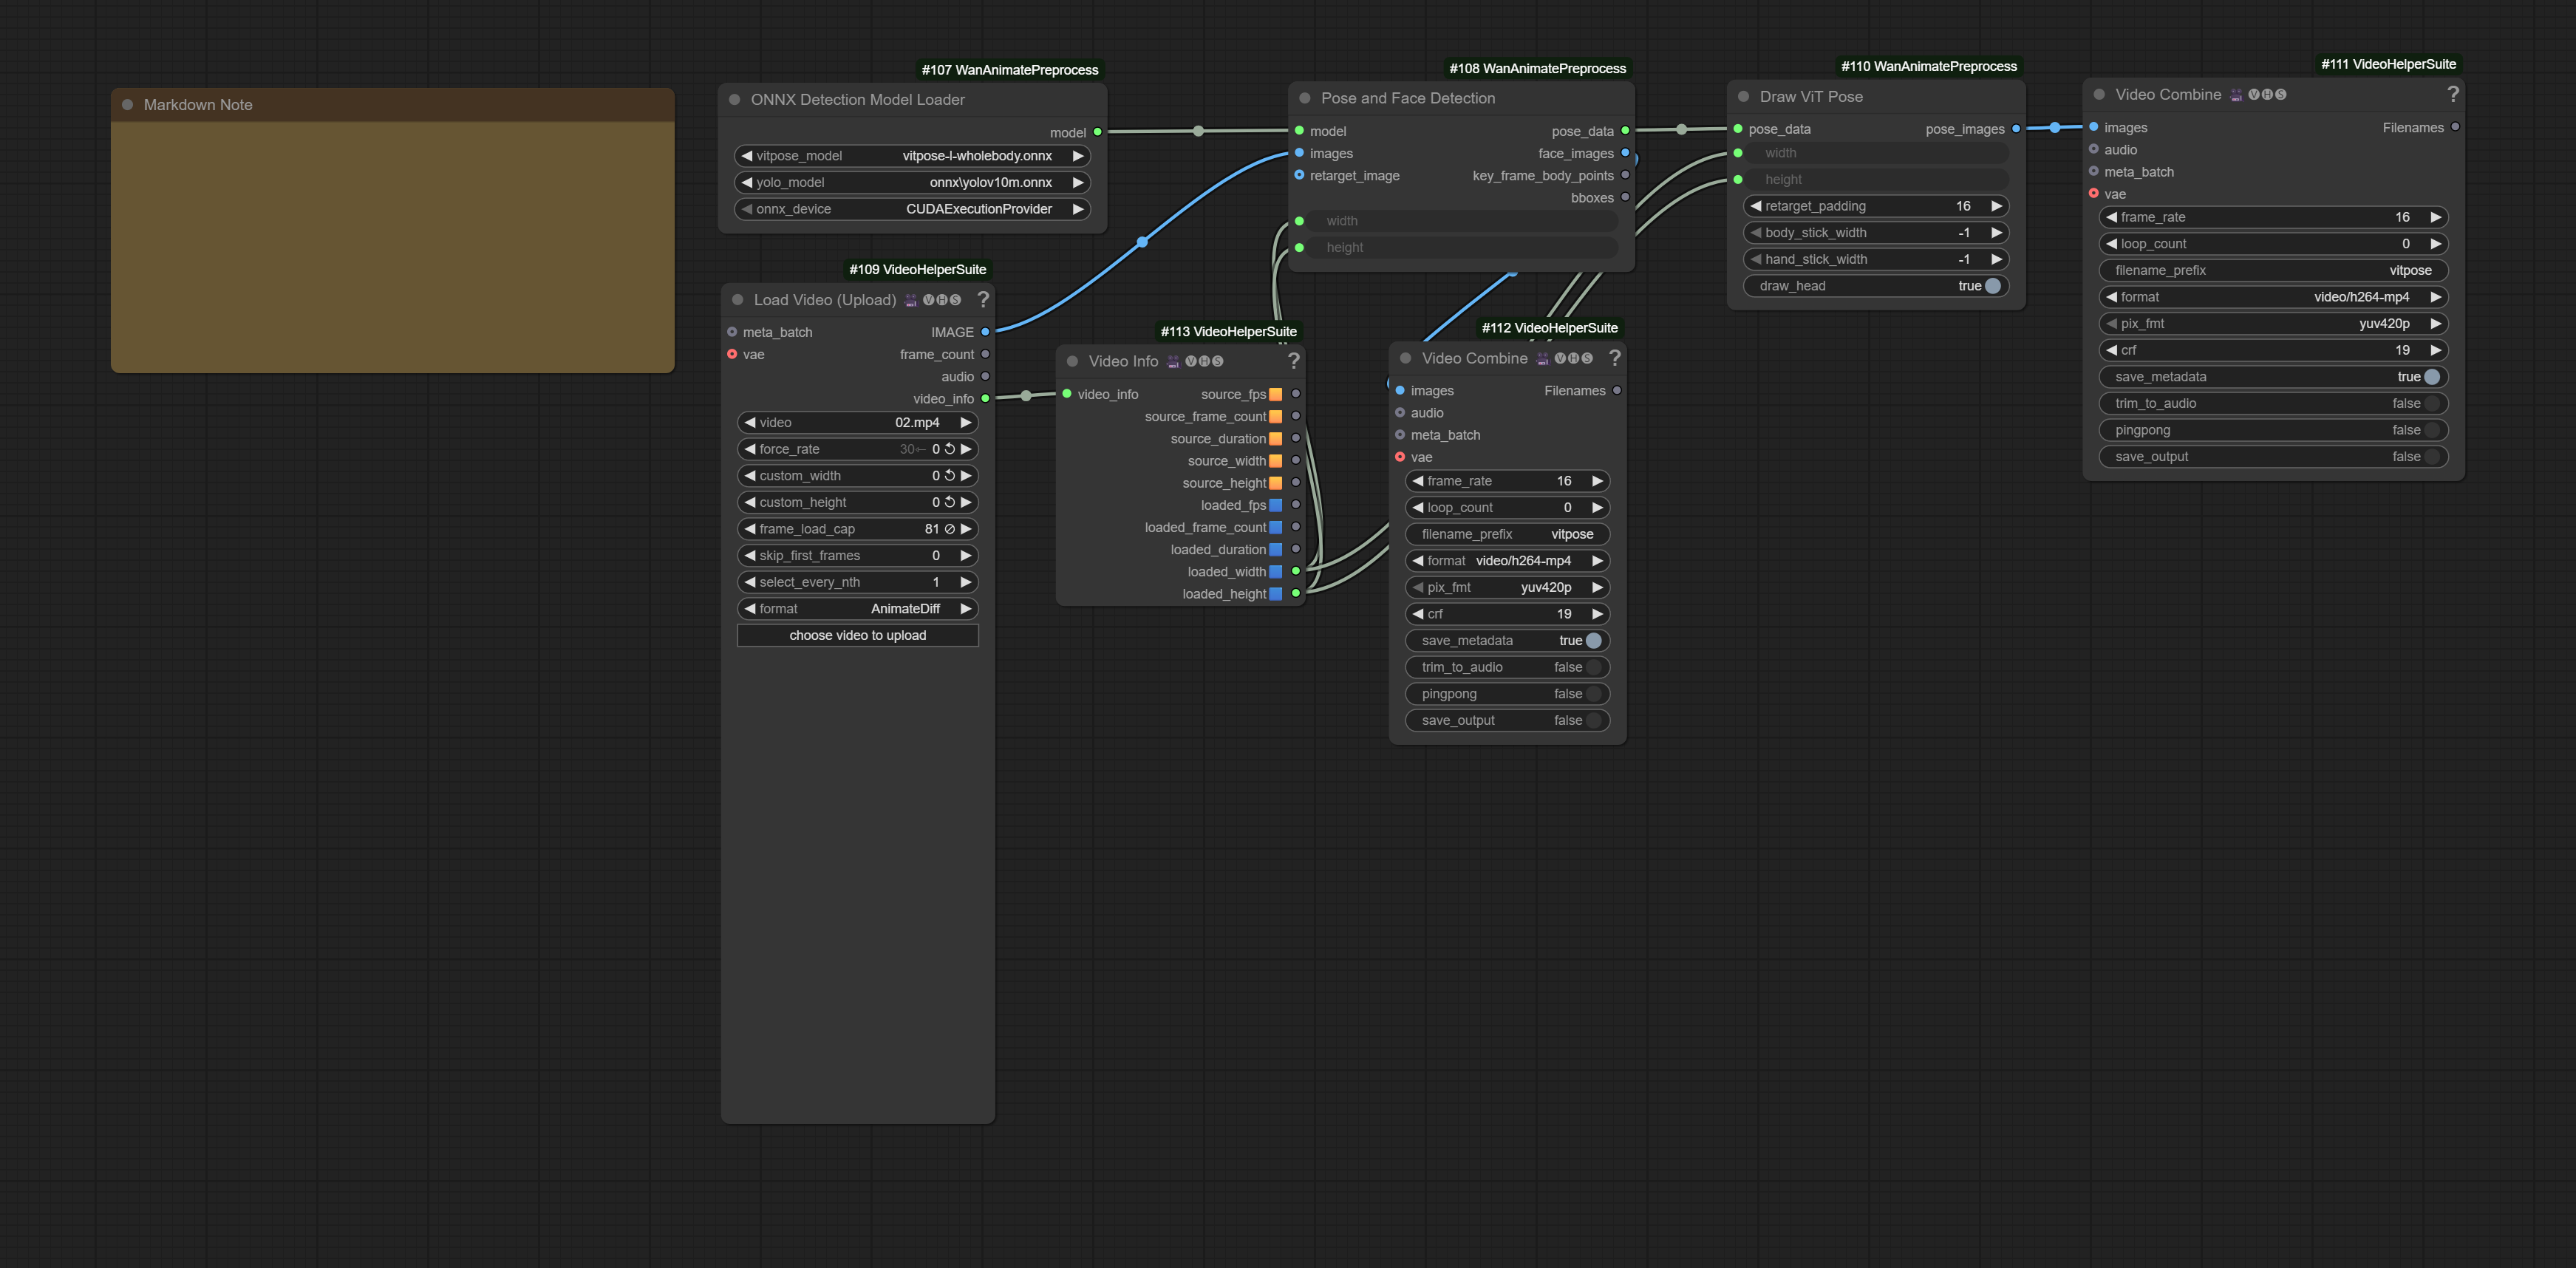 Markdown Note
#107 WanAnimatePreprocess
ONNX Detection Model Loader
model
vitpose_model vitpose-l-wholebody.onnx
yolo_model onnx\yolov10m.onnx
onnx_device CUDAExecutionProvider
#109 VideoHelperSuite
Load Video (Upload) VHS ?
meta_batch IMAGE
vae frame_count
audio
video_info
video 02.mp4
force_rate 30← 0
custom_width 0
custom_height 0
frame_load_cap 81
skip_first_frames 0
select_every_nth 1
format AnimateDiff
choose video to upload
#113 VideoHelperSuite
Video Info VHS ?
video_info source_fps
source_frame_count
source_duration
source_width
source_height
loaded_fps
loaded_frame_count
loaded_duration
loaded_width
loaded_height
#108 WanAnimatePreprocess
Pose and Face Detection
model pose_data
images face_images
retarget_image key_frame_body_points
bboxes
width
height
#112 VideoHelperSuite
Video Combine VHS ?
images Filenames
audio
meta_batch
vae
frame_rate 16
loop_count 0
filename_prefix vitpose
format video/h264-mp4
pix_fmt yuv420p
crf 19
save_metadata true
trim_to_audio false
pingpong false
save_output false
#110 WanAnimatePreprocess
Draw ViT Pose
pose_data pose_images
width
height
retarget_padding 16
body_stick_width -1
hand_stick_width -1
draw_head true
#111 VideoHelperSuite
Video Combine VHS ?
images Filenames
audio
meta_batch
vae
frame_rate 16
loop_count 0
filename_prefix vitpose
format video/h264-mp4
pix_fmt yuv420p
crf 19
save_metadata true
trim_to_audio false
pingpong false
save_output false